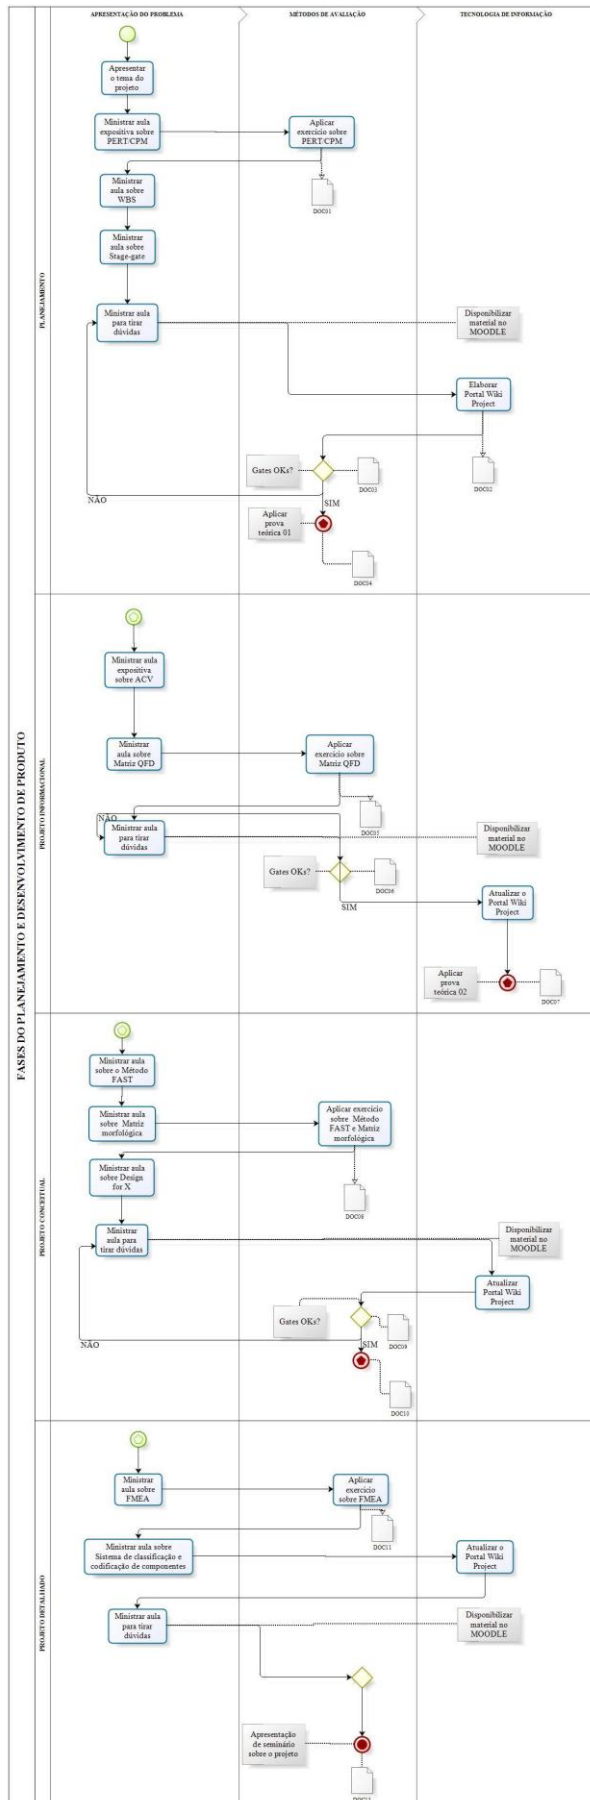 APRESENTAÇÃO DO PROBLEMA
MÉTODOS DE AVALIAÇÃO
TECNOLOGIA DE INFORMAÇÃO
FASES DO PLANEJAMENTO E DESENVOLVIMENTO DE PRODUTO
PLANEJAMENTO
Apresentar
o tema do
projeto
Ministrar aula
expositiva sobre
PERT/CPM
Aplicar
exercício sobre
PERT/CPM
DOC01
Ministrar
aula sobre
WBS
Ministrar
aula sobre
Stage-gate
Ministrar aula
para tirar
dúvidas
Disponibilizar
material no
MOODLE
Elaborar
Portal Wiki
Project
DOC02
Gates OKs?
DOC03
NÃO
SIM
Aplicar
prova
teórica 01
DOC04
PROJETO INFORMACIONAL
Ministrar aula
expositiva
sobre ACV
Ministrar
aula sobre
Matriz QFD
Aplicar
exercício sobre
Matriz QFD
DOC05
NÃO
Ministrar aula
para tirar
dúvidas
Disponibilizar
material no
MOODLE
Gates OKs?
DOC06
SIM
Atualizar o
Portal Wiki
Project
Aplicar
prova
teórica 02
DOC07
PROJETO CONCEITUAL
Ministrar aula
sobre o Método
FAST
Ministrar aula
sobre Matriz
morfológica
Aplicar exercício
sobre Método
FAST e Matriz
morfológica
DOC08
Ministrar aula
sobre Design
for X
Ministrar
aula para
tirar dúvidas
Disponibilizar
material no
MOODLE
Atualizar
Portal Wiki
Project
Gates OKs?
DOC09
NÃO
SIM
DOC10
PROJETO DETALHADO
Ministrar
aula sobre
FMEA
Aplicar
exercício
sobre FMEA
DOC11
Ministrar aula sobre
Sistema de classificação e
codificação de componentes
Atualizar o
Portal Wiki
Project
Ministrar aula
para tirar
dúvidas
Disponibilizar
material no
MOODLE
Apresentação
de seminário
sobre o projeto